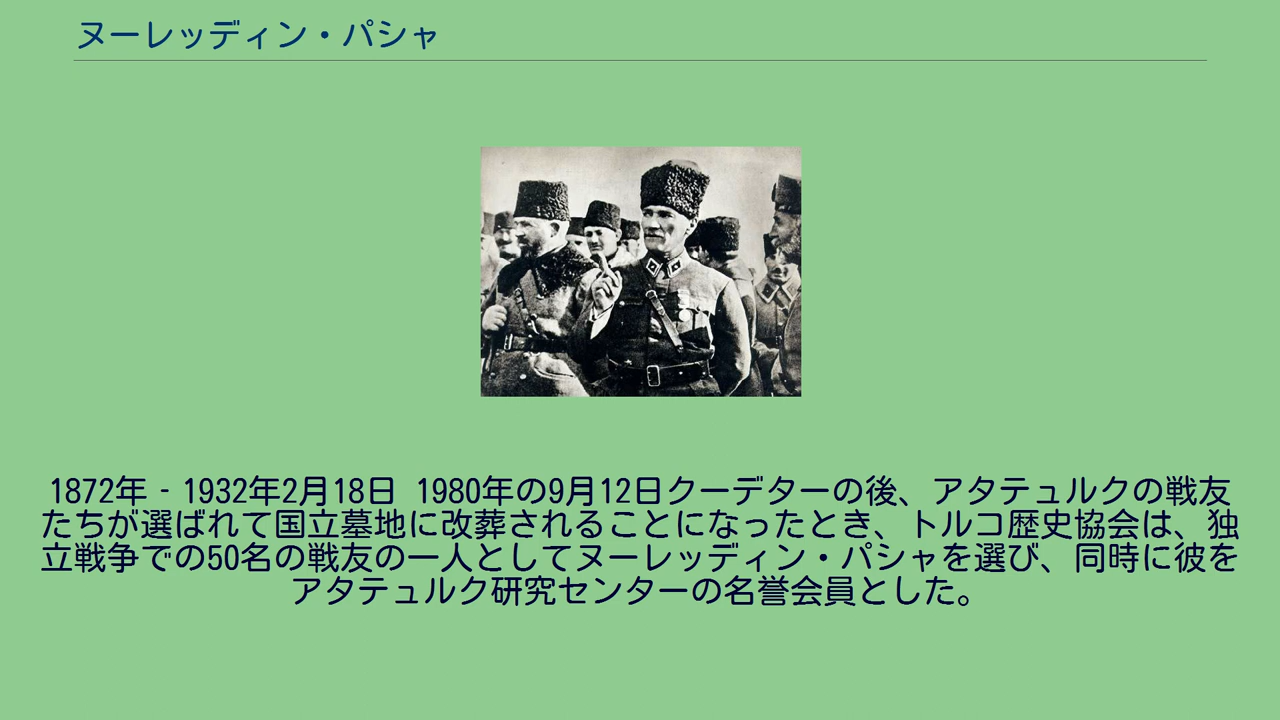 ヌーレッディン・パシャ
1872年 - 1932年2月18日 1980年の9月12日クーデターの後、アタテュルクの戦友
たちが選ばれて国立墓地に改葬されることになったとき、トルコ歴史協会は、独
立戦争での50名の戦友の一人としてヌーレッディン・パシャを選び、同時に彼を
アタテュルク研究センターの名誉会員とした。